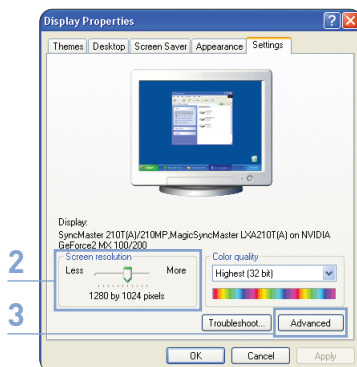 Display Properties
Themes Desktop Screen Saver Appearance Settings
Display:
SyncMaster 210T(A)/210MP,MagicSyncMaster LXA210T(A) on NVIDIA
GeForce2 MX 100/200
2
Screen resolution
Less More
1280 by 1024 pixels
Color quality
Highest (32 bit)
3
Troubleshoot... Advanced
OK Cancel Apply